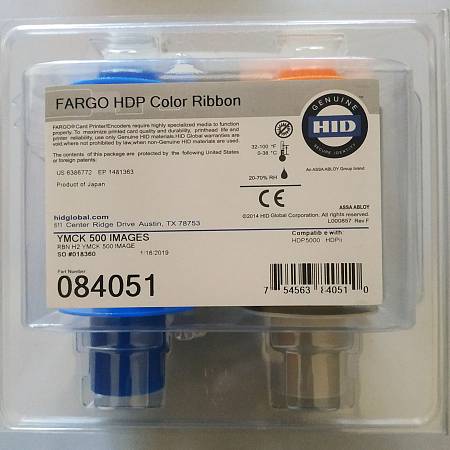 FARGO HDP Color Ribbon
FARGO® Card Printer/Encoders require highly specialized media to function
properly. To maximize printed card quality and durability, printhead life and
printer reliability, use only Genuine HID materials. HID Global warranties are
void, where not prohibited by law, when non-Genuine HID materials are used.
The contents of this package are protected by the following United States
or foreign patents.
US 6386772 EP 1481363
Product of Japan
32-100 °F
0-38 °C
20-70% RH
CE
GENUINE
HID
SECURE IDENTITY
An ASSA ABLOY Group brand
ASSA ABLOY
©2014 HID Global Corporation. All rights reserved.
L000857 Rev F
hidglobal.com
611 Center Ridge Drive Austin, TX 78753
YMCK 500 IMAGES
RBN H2 YMCK 500 IMAGE
SO #018360 1/16/2019
Compatible with
HDP5000 HDPii
Part Number
084051
7 54563 84051 0